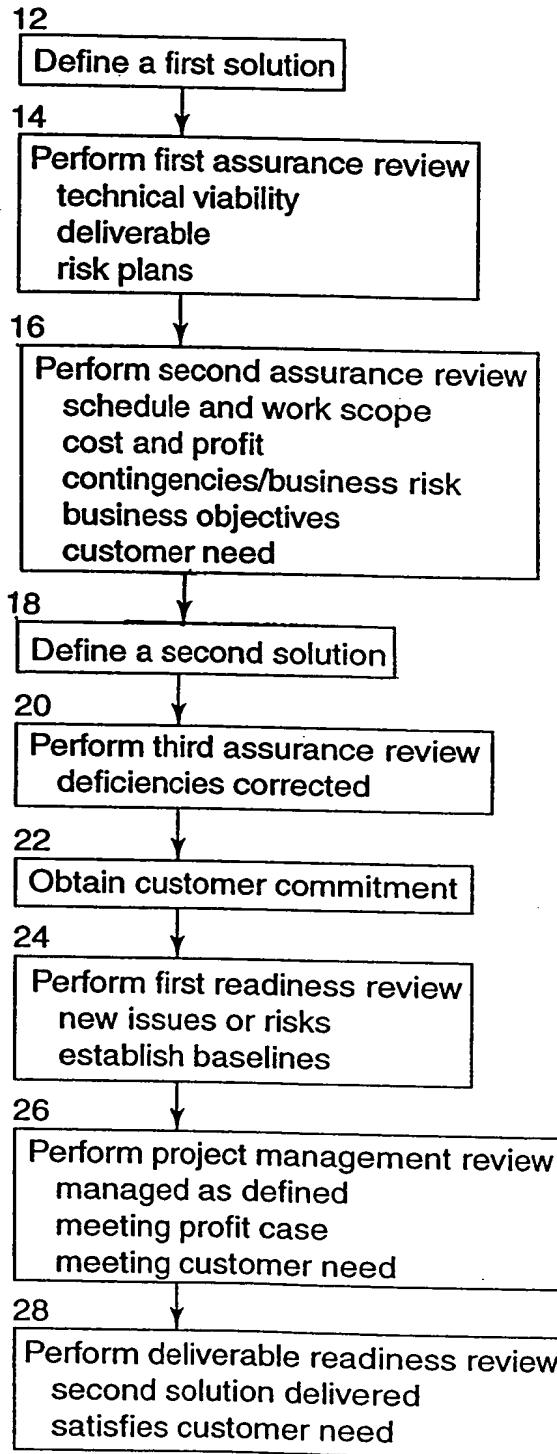 12
Define a first solution
14
Perform first assurance review
technical viability
deliverable
risk plans
16
Perform second assurance review
schedule and work scope
cost and profit
contingencies/business risk
business objectives
customer need
18
Define a second solution
20
Perform third assurance review
deficiencies corrected
22
Obtain customer commitment
24
Perform first readiness review
new issues or risks
establish baselines
26
Perform project management review
managed as defined
meeting profit case
meeting customer need
28
Perform deliverable readiness review
second solution delivered
satisfies customer need